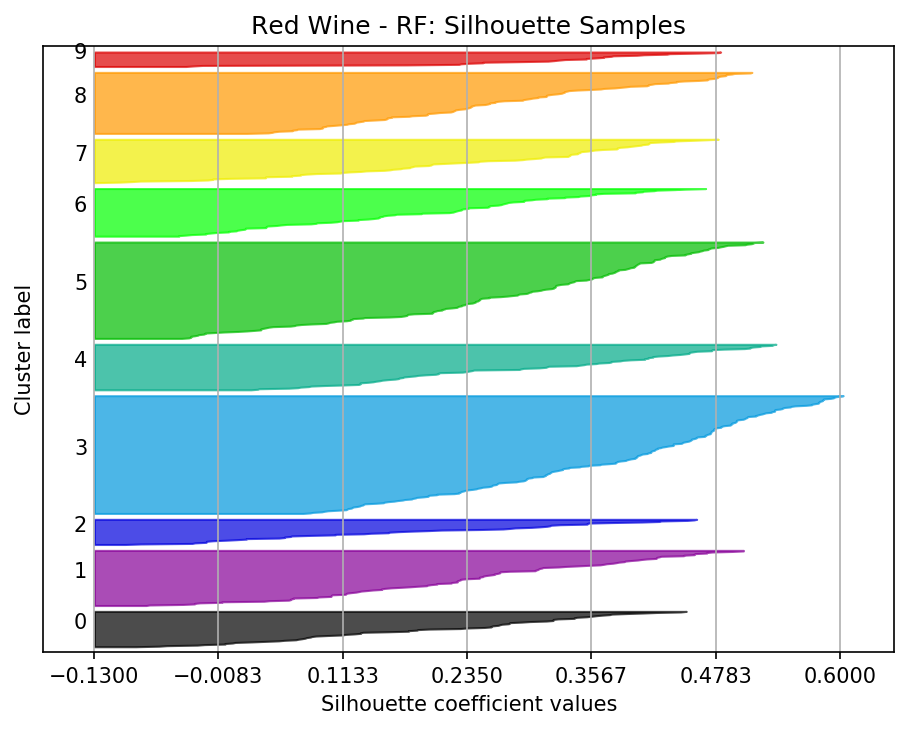 Red Wine - RF: Silhouette Samples
9
8
7
6
5
4
3
2
1
0
Cluster label
−0.1300 −0.0083 0.1133 0.2350 0.3567 0.4783 0.6000
Silhouette coefficient values